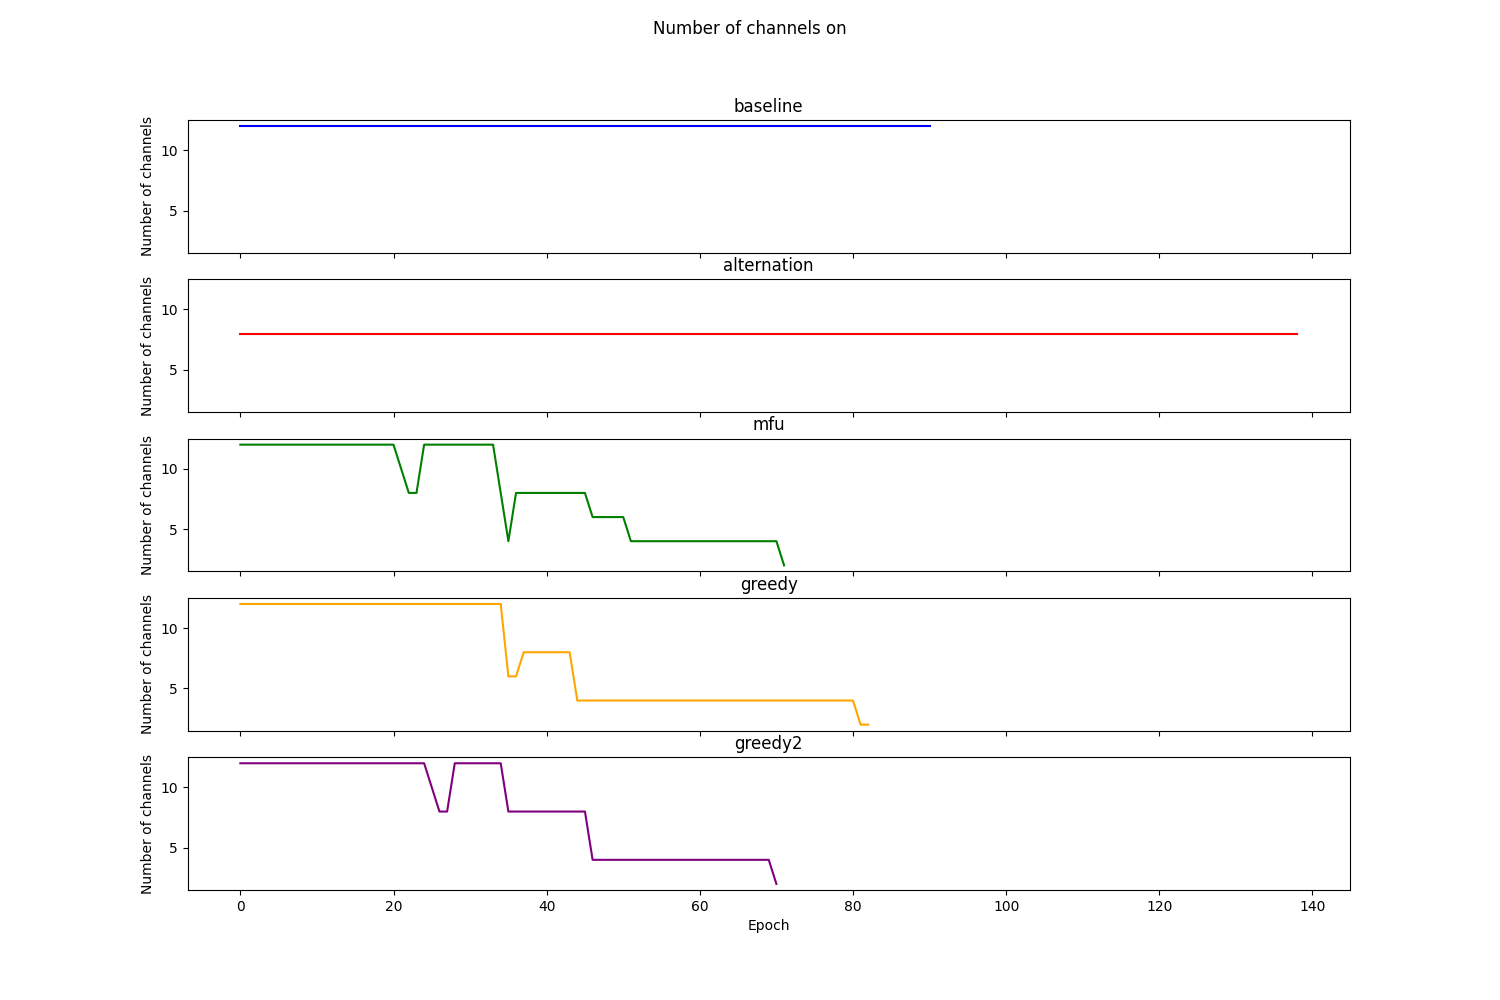 Number of channels on
baseline
Number of channels
10
5
alternation
Number of channels
10
5
mfu
Number of channels
10
5
greedy
Number of channels
10
5
greedy2
Number of channels
10
5
0 20 40 60 80 100 120 140
Epoch